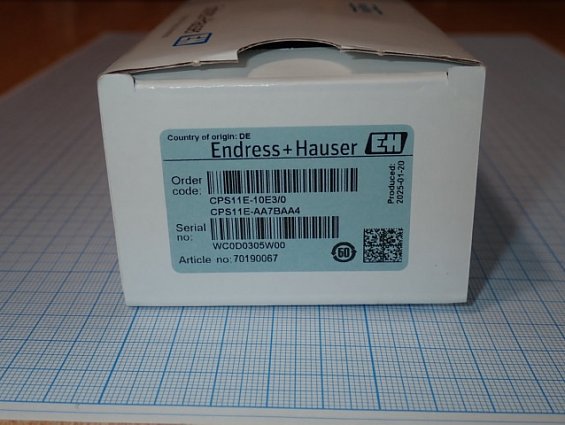 Country of origin: DE
Endress+Hauser EH
Order code:
CPS11E-10E3/0
CPS11E-AA7BAA4
Serial no:
WC0D0305W00
Article no: 70190067
Produced:
2025-01-20
60